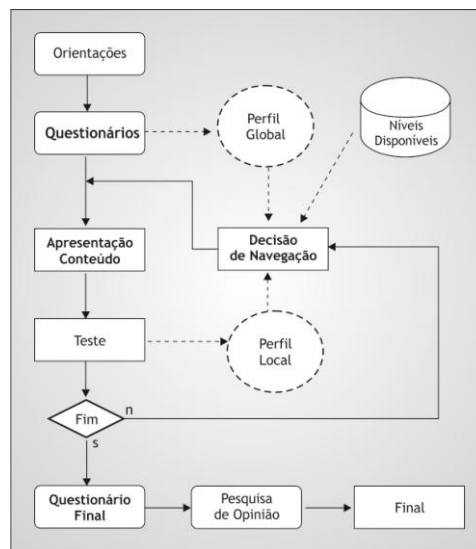 Orientações
Questionários
Perfil
Global
Níveis
Disponíveis
Apresentação
Conteúdo
Decisão
de Navegação
Teste
Perfil
Local
Fim
n
s
Questionário
Final
Pesquisa
de Opinião
Final